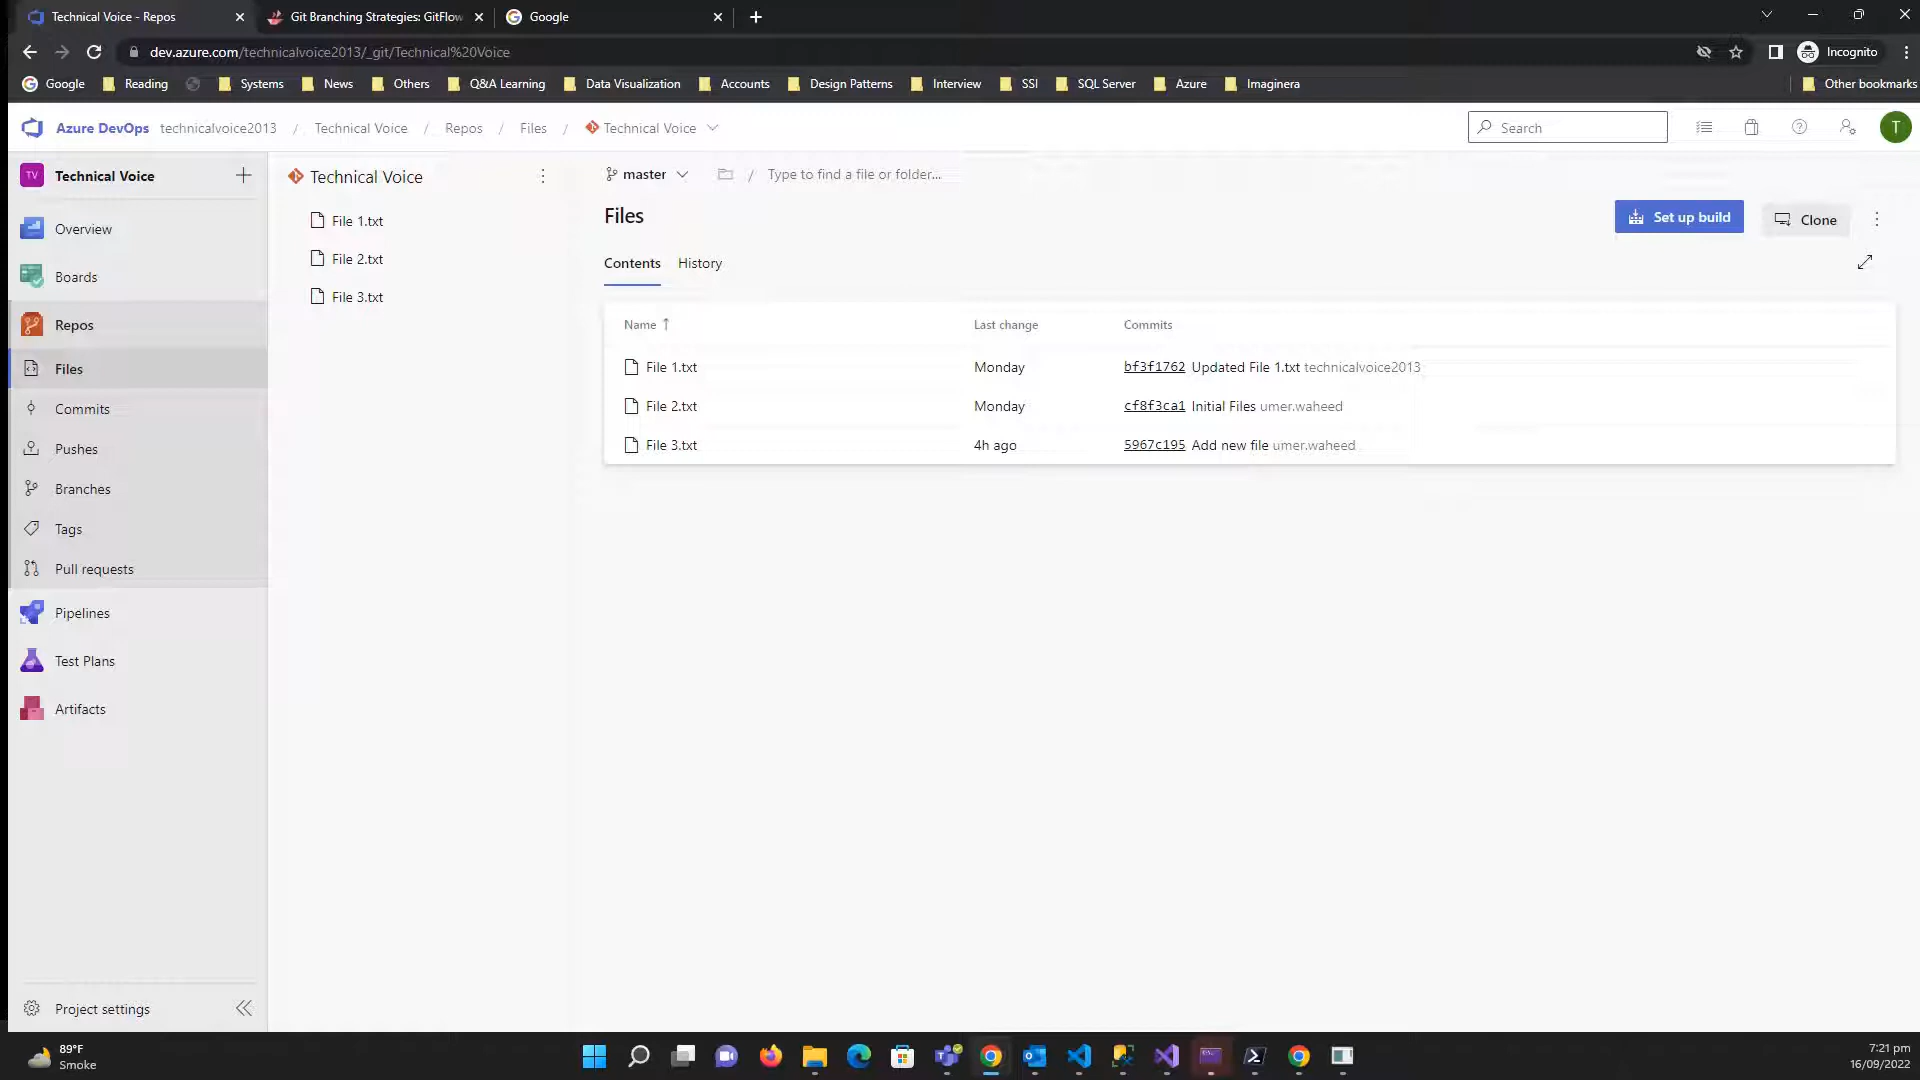 Technical Voice - Repos
Git Branching Strategies: GitFlow
Google
dev.azure.com/technicalvoice2013/_git/Technical%20Voice
Incognito
Google Reading Systems News Others Q&A Learning Data Visualization Accounts Design Patterns Interview SSI SQL Server Azure Imaginera Other bookmarks
Azure DevOps technicalvoice2013 / Technical Voice / Repos / Files / Technical Voice
Search
T
TV Technical Voice
Overview
Boards
Repos
Files
Commits
Pushes
Branches
Tags
Pull requests
Pipelines
Test Plans
Artifacts
Project settings
Technical Voice
File 1.txt
File 2.txt
File 3.txt
master / Type to find a file or folder...
Files
Set up build
Clone
Contents History
Name Last change Commits
File 1.txt Monday bf3f1762 Updated File 1.txt technicalvoice2013
File 2.txt Monday cf8f3ca1 Initial Files umer.waheed
File 3.txt 4h ago 5967c195 Add new file umer.waheed
89°F
Smoke
7:21 pm
16/09/2022